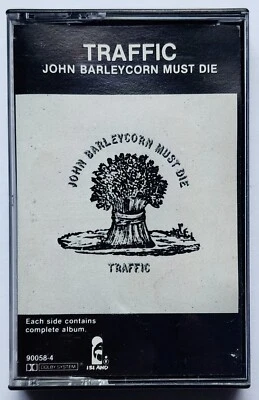 TRAFFIC
JOHN BARLEYCORN MUST DIE
JOHN BARLEYCORN MUST DIE
TRAFFIC
Each side contains
complete album.
90058-4
DOLBY SYSTEM
ISLAND